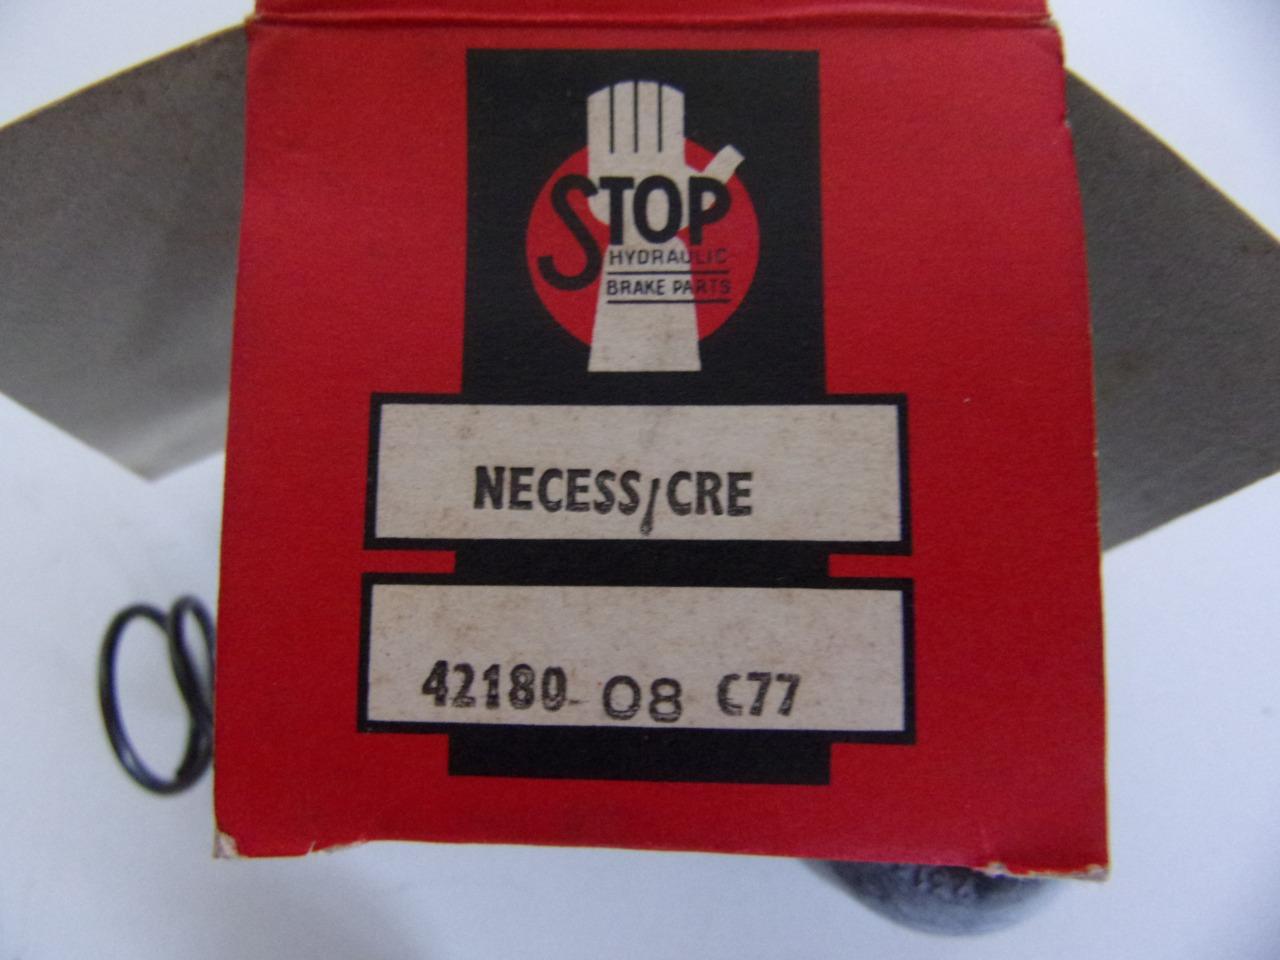 STOP
HYDRAULIC
BRAKE PARTS
NECESS/CRE
42180-08 C77